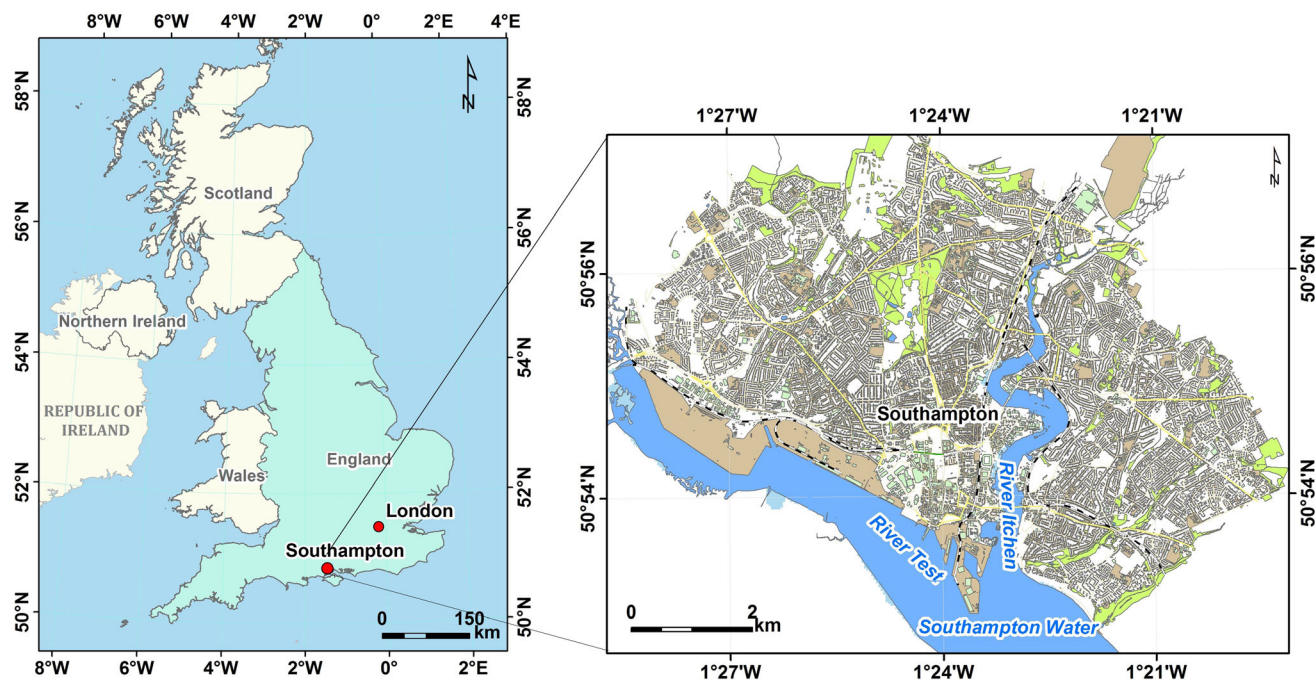 8°W 6°W 4°W 2°W 0° 2°E 4°E
58°N
56°N
54°N
52°N
50°N
58°N
56°N
54°N
52°N
50°N
N
Scotland
Northern Ireland
REPUBLIC OF
IRELAND
England
Wales
London
Southampton
0 150
km
8°W 6°W 4°W 2°W 0° 2°E
1°27'W 1°24'W 1°21'W
50°56'N
50°54'N
50°56'N
50°54'N
N
Southampton
River Itchen
River Test
Southampton Water
0 2
km
1°27'W 1°24'W 1°21'W